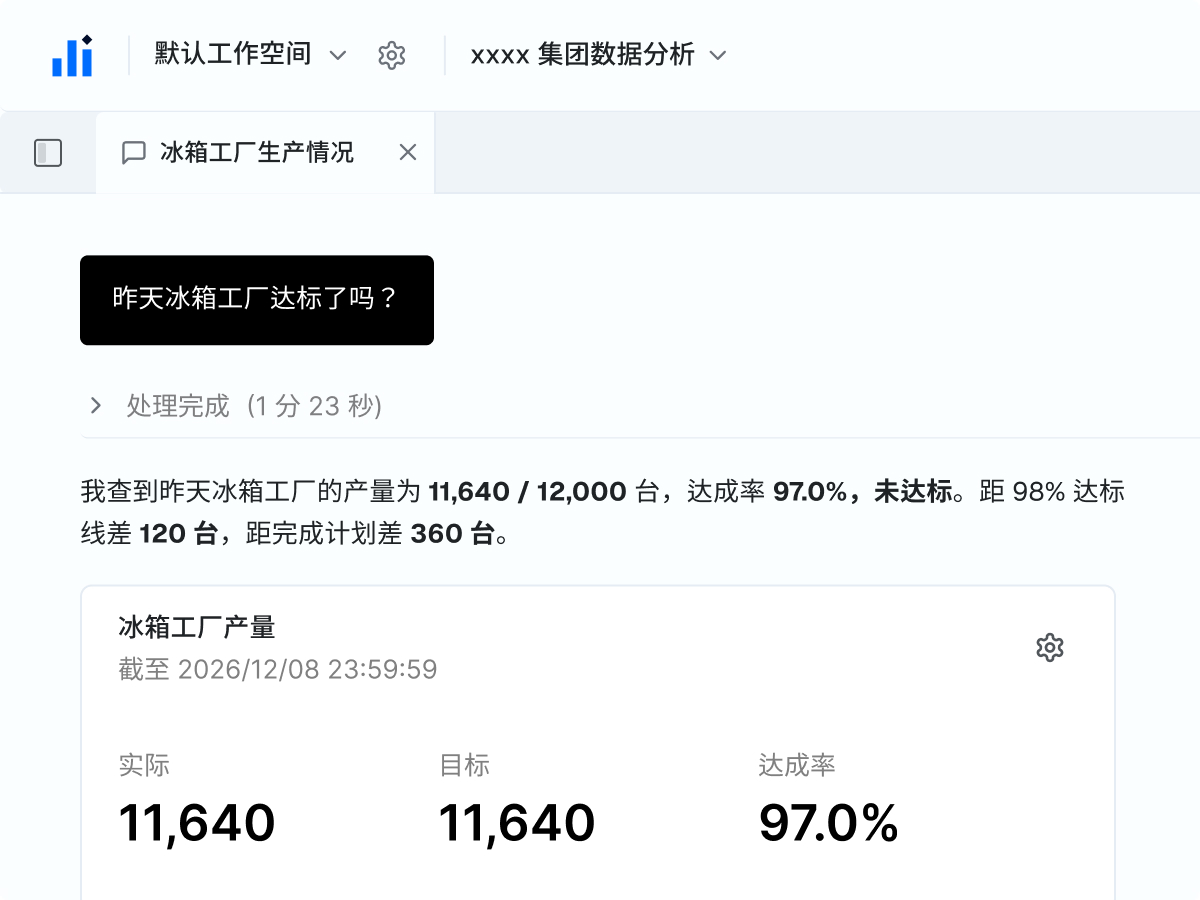 默认工作空间
xxxx 集团数据分析
冰箱工厂生产情况
昨天冰箱工厂达标了吗？
处理完成（1 分 23 秒）
我查到昨天冰箱工厂的产量为 11,640 / 12,000 台，达成率 97.0%，未达标。距 98% 达标
线差 120 台，距完成计划差 360 台。
冰箱工厂产量
截至 2026/12/08 23:59:59
实际 目标 达成率
11,640 11,640 97.0%